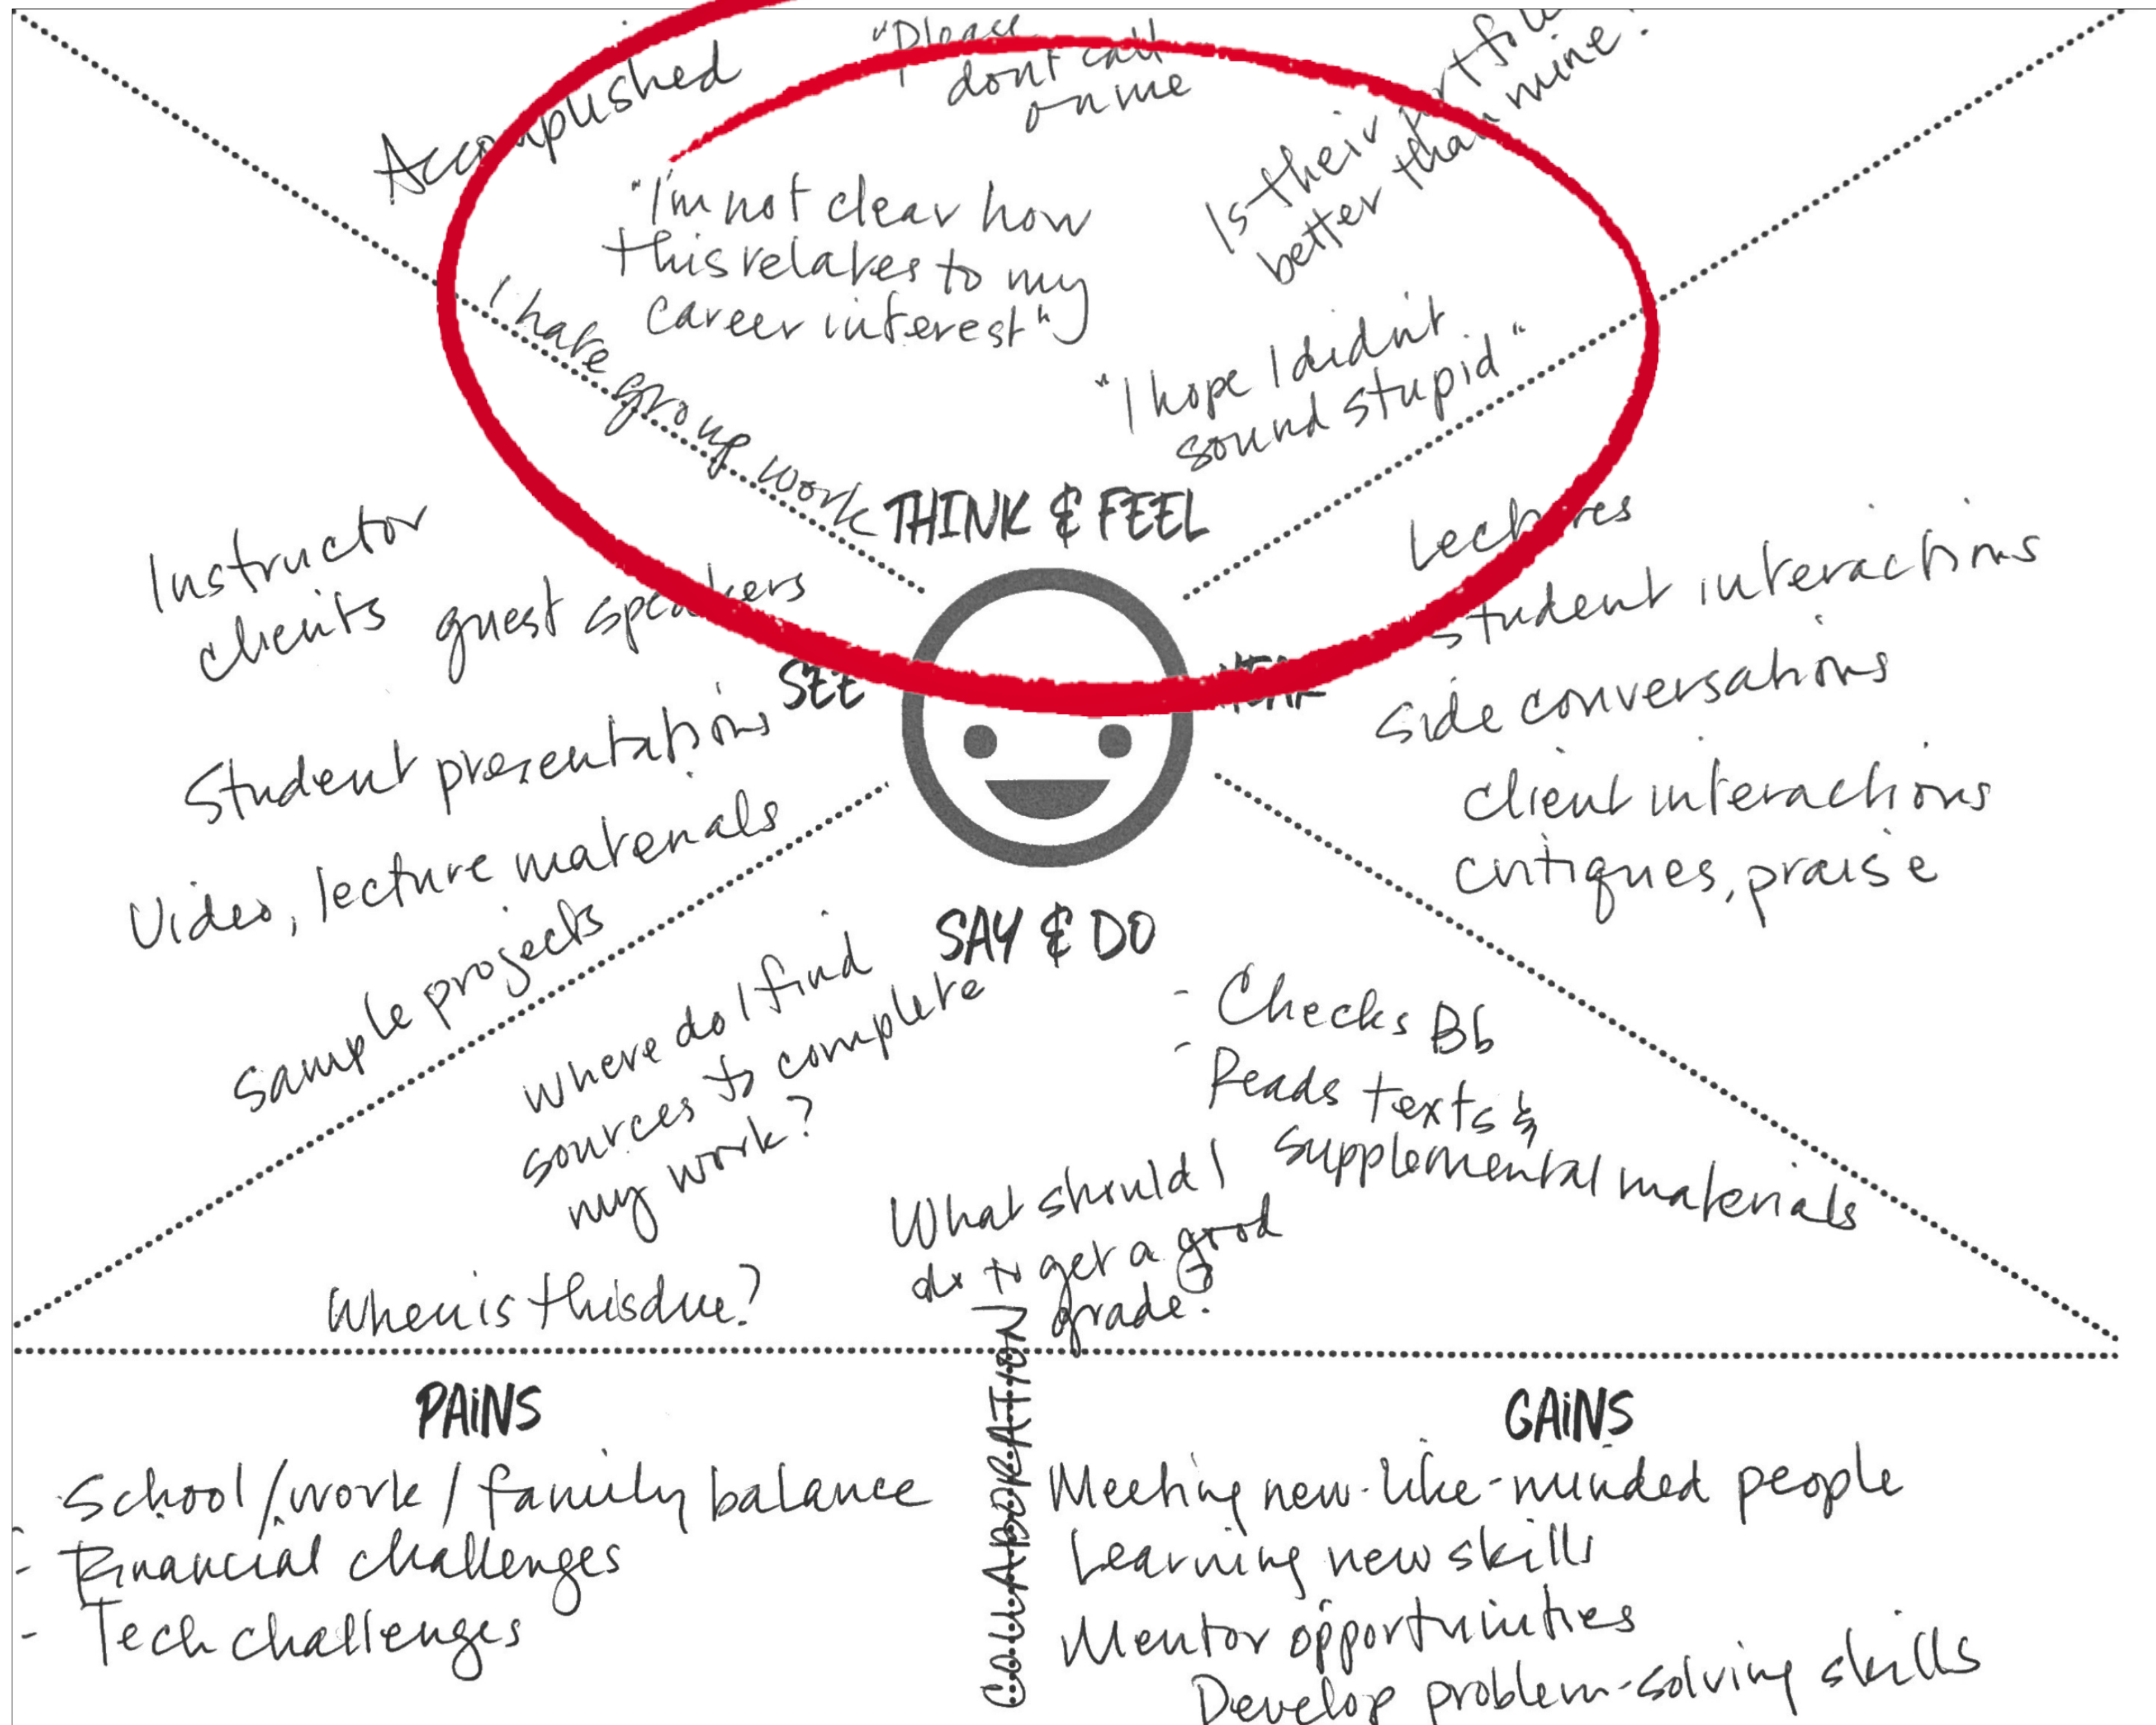 Accomplished
"Please
dont call
on me
Is their portfolio
better than mine?
"I'm not clear how
this relates to my
career interest"
I hate group work
"I hope I didn't
sound stupid"
THINK & FEEL
Instructor
clients guest speakers
SEE
Student presentations
Video, lecture materials
Sample projects
HEAR
Lectures
Student interactions
Side conversations
Client interactions
Critiques, praise
SAY & DO
Where do I find
sources to complete
my work?
- Checks Bb
- Reads texts &
supplemental materials
What should I
do to get a good
grade?
When is this due?
COLLABORATION
PAINS
School/work/family balance
- Financial challenges
- Tech challenges
GAINS
Meeting new like-minded people
Learning new skills
Mentor opportunities
Develop problem-solving skills